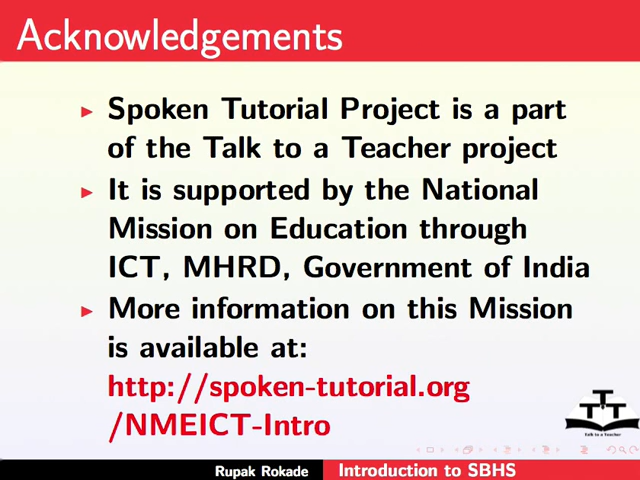 Acknowledgements
Spoken Tutorial Project is a part
of the Talk to a Teacher project
It is supported by the National
Mission on Education through
ICT, MHRD, Government of India
More information on this Mission
is available at:
http://spoken-tutorial.org
/NMEICT-Intro
TTT
Talk to a Teacher
Rupak Rokade Introduction to SBHS